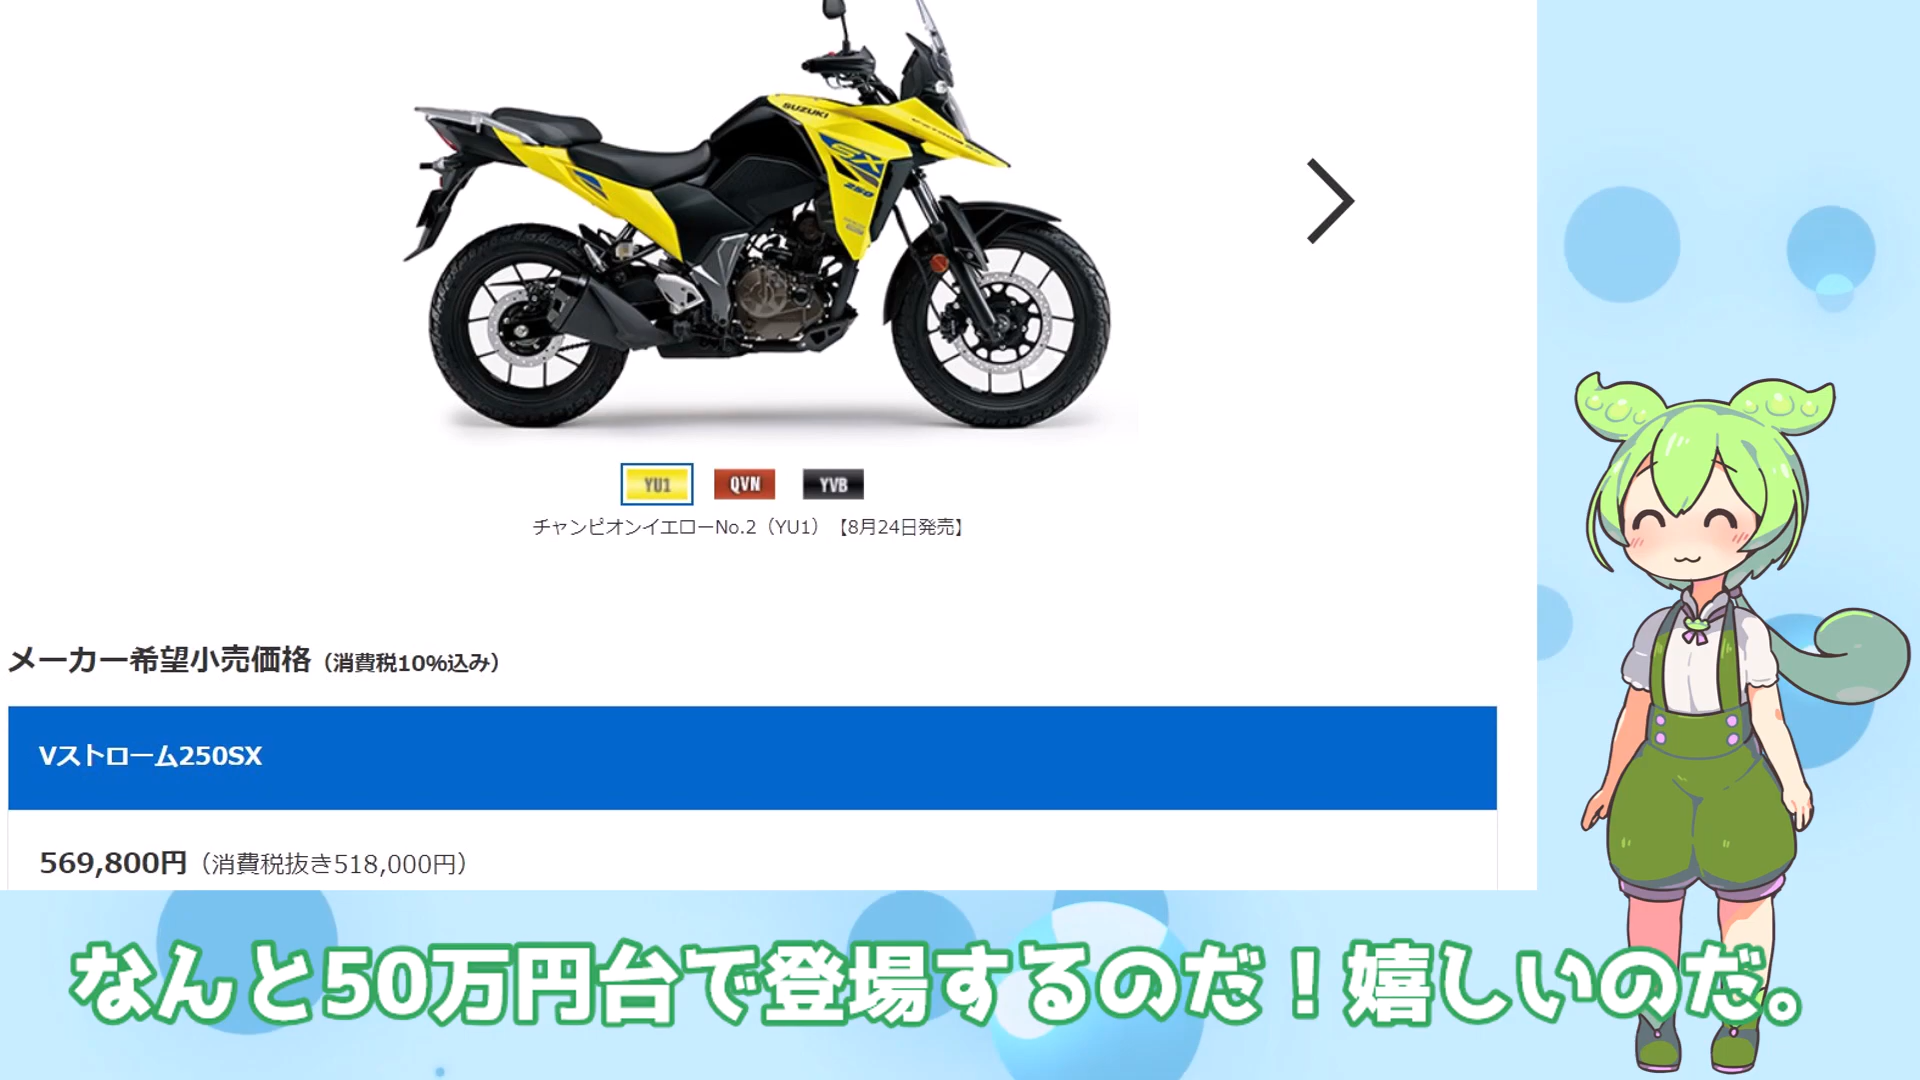 SUZUKI
SX
250
YU1 QVN YVB
チャンピオンイエローNo.2（YU1）【8月24日発売】
メーカー希望小売価格（消費税10%込み）
Vストローム250SX
569,800円（消費税抜き518,000円）
なんと50万円台で登場するのだ！嬉しいのだ。